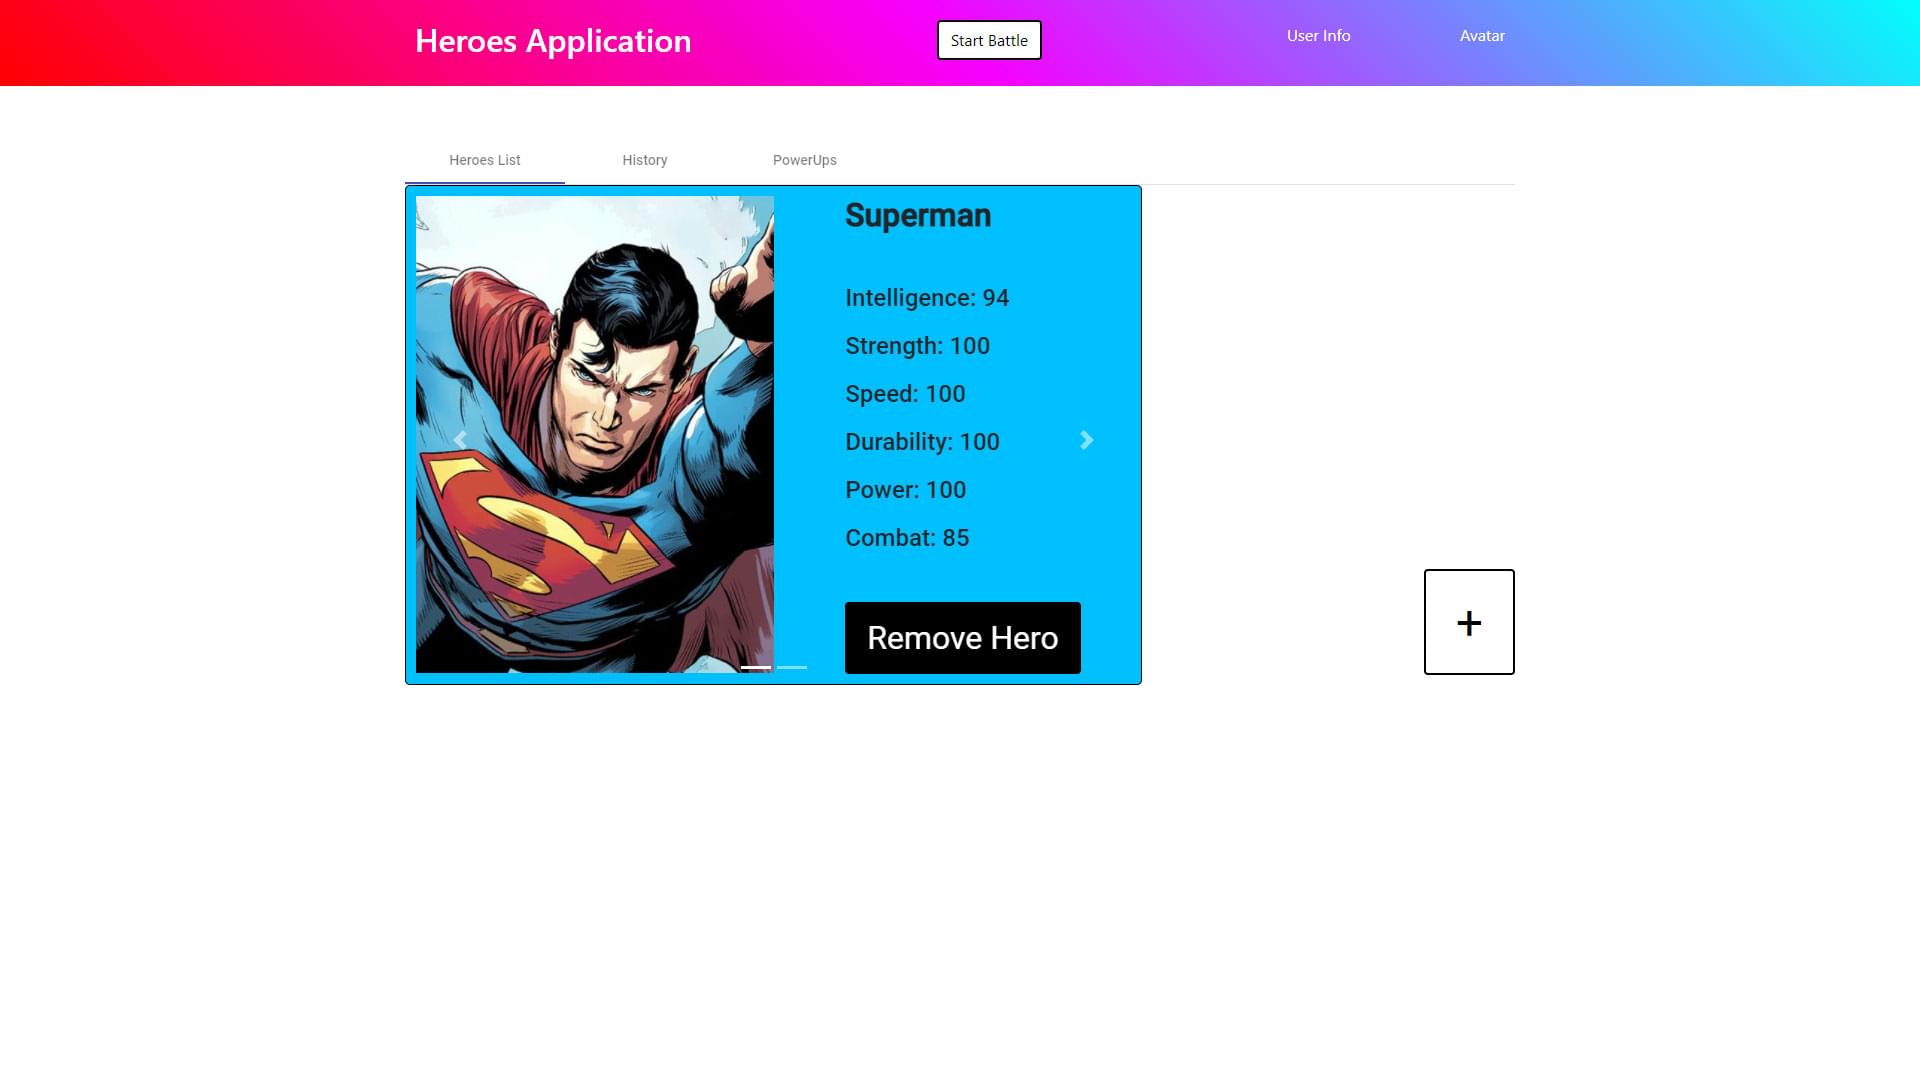 Heroes Application
Start Battle
User Info
Avatar
Heroes List
History
PowerUps
Superman
Intelligence: 94
Strength: 100
Speed: 100
Durability: 100
Power: 100
Combat: 85
Remove Hero
+